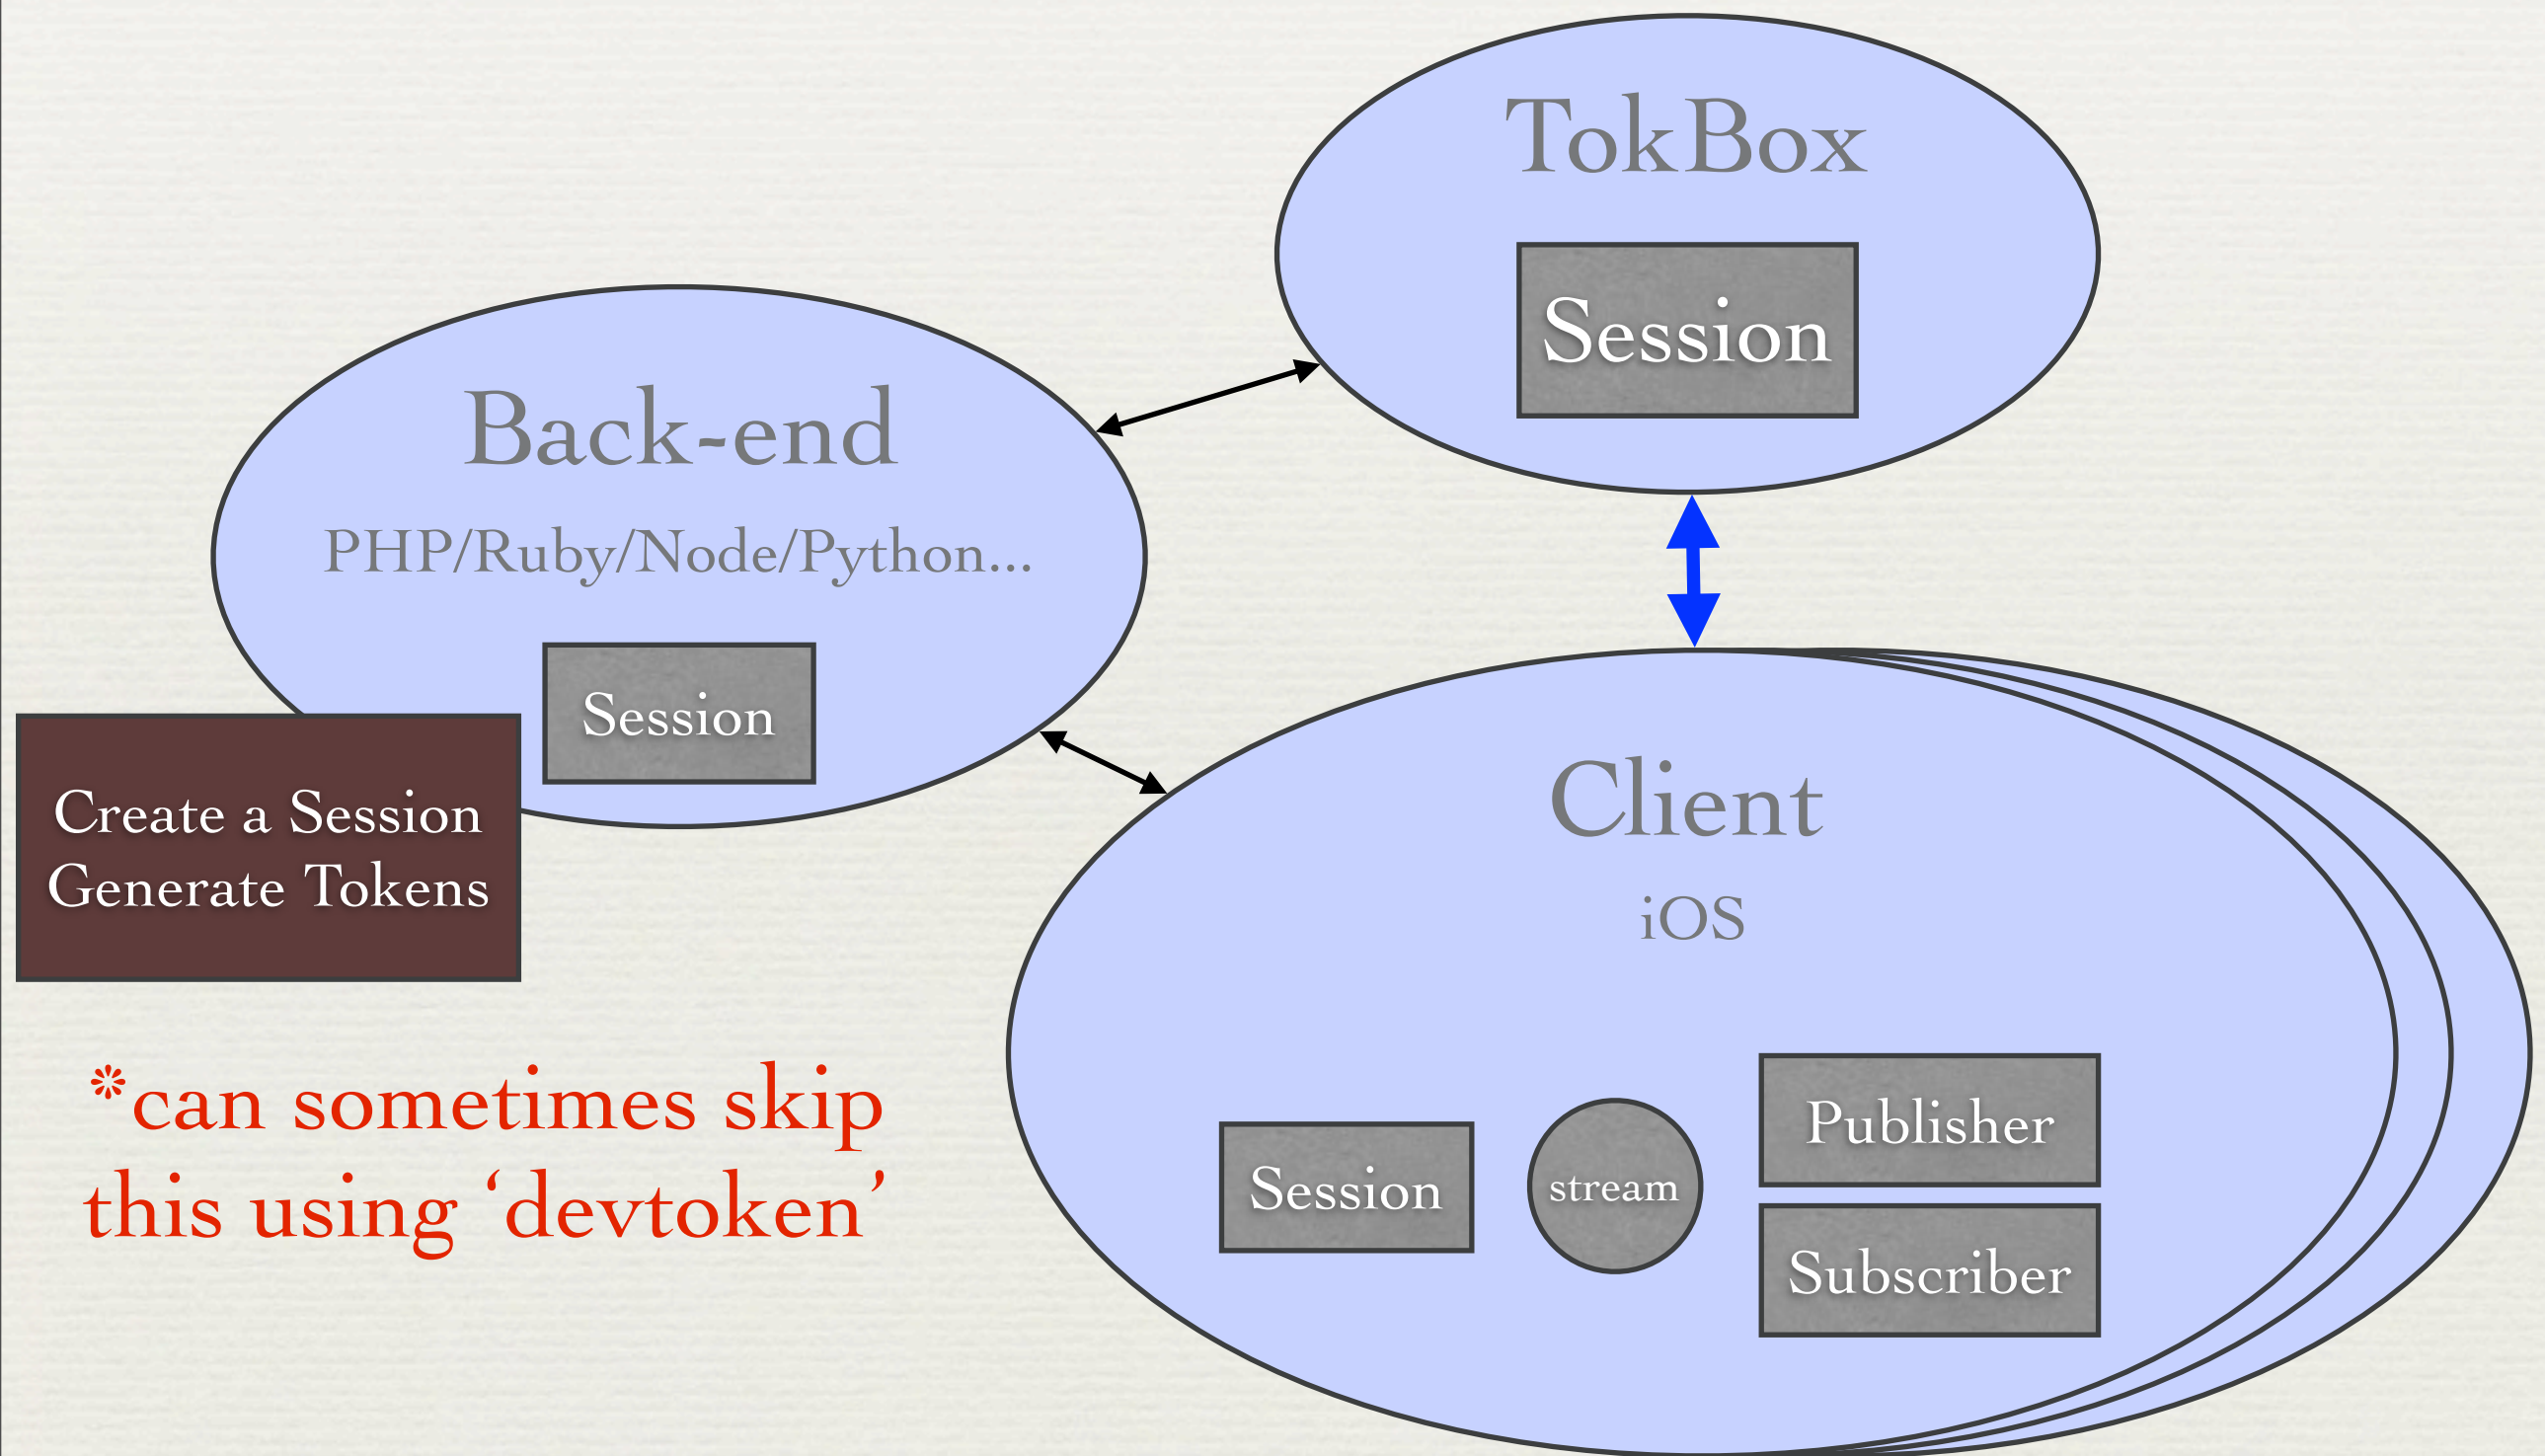 TokBox
Session
Back-end
PHP/Ruby/Node/Python...
Session
Create a Session
Generate Tokens
*can sometimes skip
this using ‘devtoken’
Client
iOS
Session
stream
Publisher
Subscriber